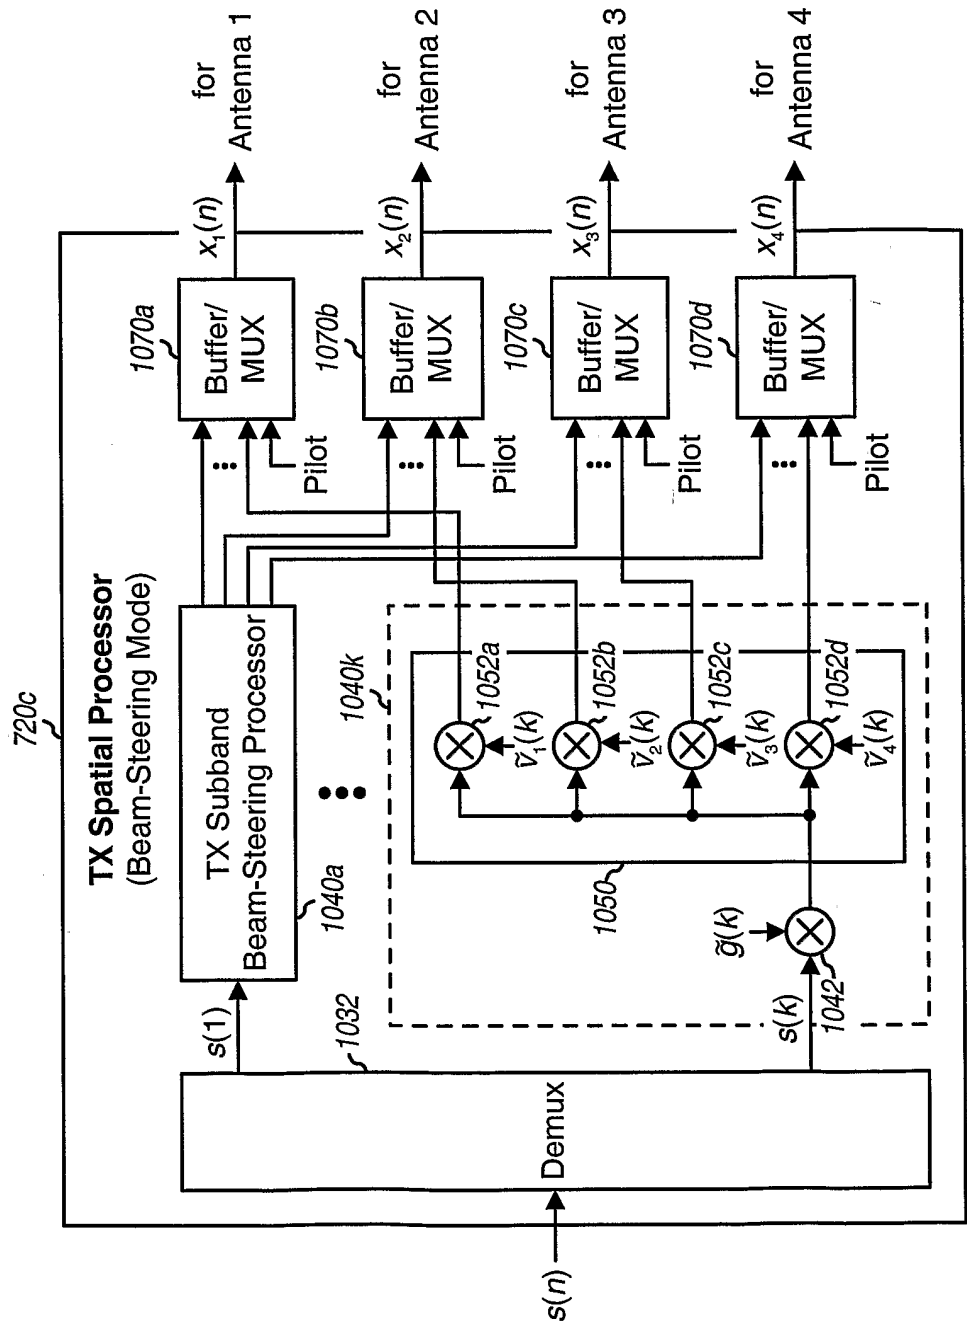 720c
TX Spatial Processor
(Beam-Steering Mode)
s(n)
Demux
1032
s(1)
s(k)
TX Subband
Beam-Steering Processor
1040a
1040k
g̃(k)
1042
1050
1052a
ṽ₁(k)
1052b
ṽ₂(k)
1052c
ṽ₃(k)
1052d
ṽ₄(k)
1070a
Buffer/
MUX
Pilot
x₁(n)
for
Antenna 1
1070b
Buffer/
MUX
Pilot
x₂(n)
for
Antenna 2
1070c
Buffer/
MUX
Pilot
x₃(n)
for
Antenna 3
1070d
Buffer/
MUX
Pilot
x₄(n)
for
Antenna 4